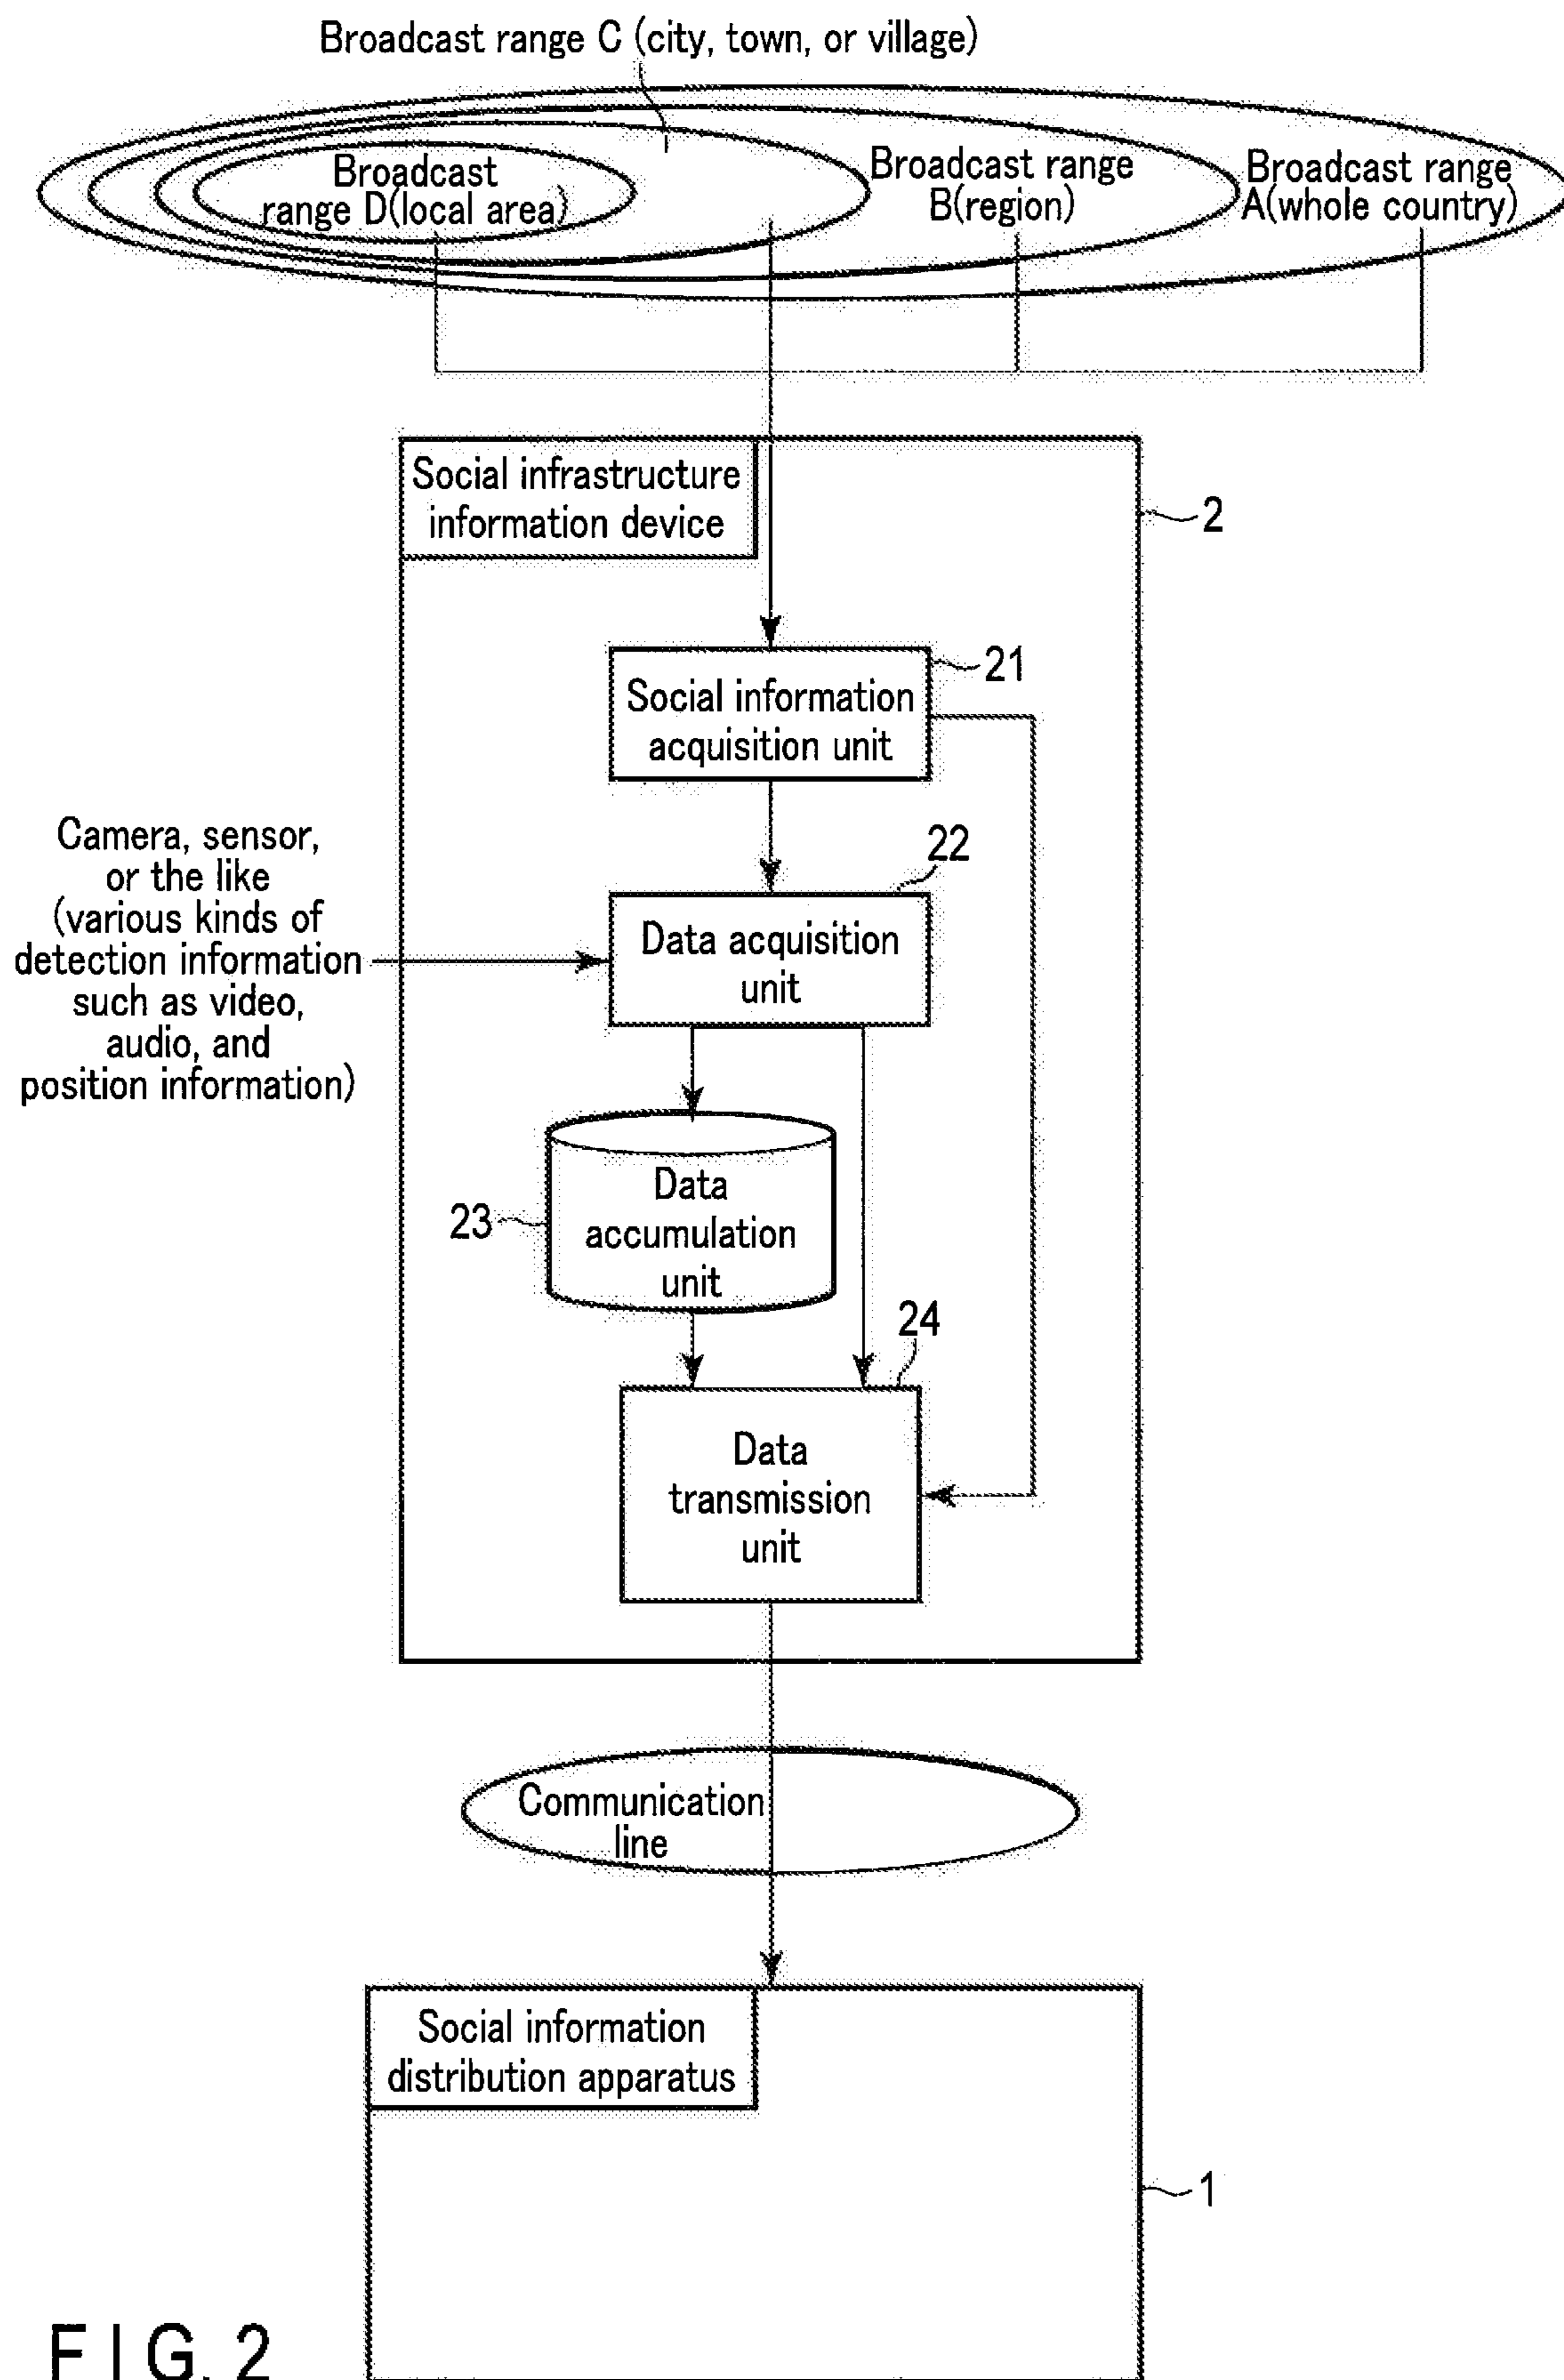 Broadcast range C (city, town, or village)
Broadcast
range D(local area)
Broadcast range
B(region)
Broadcast range
A(whole country)
Social infrastructure
information device
2
21
Social information
acquisition unit
Camera, sensor,
or the like
(various kinds of
detection information
such as video,
audio, and
position information)
22
Data acquisition
unit
23
Data
accumulation
unit
24
Data
transmission
unit
Communication
line
Social information
distribution apparatus
1
FIG. 2